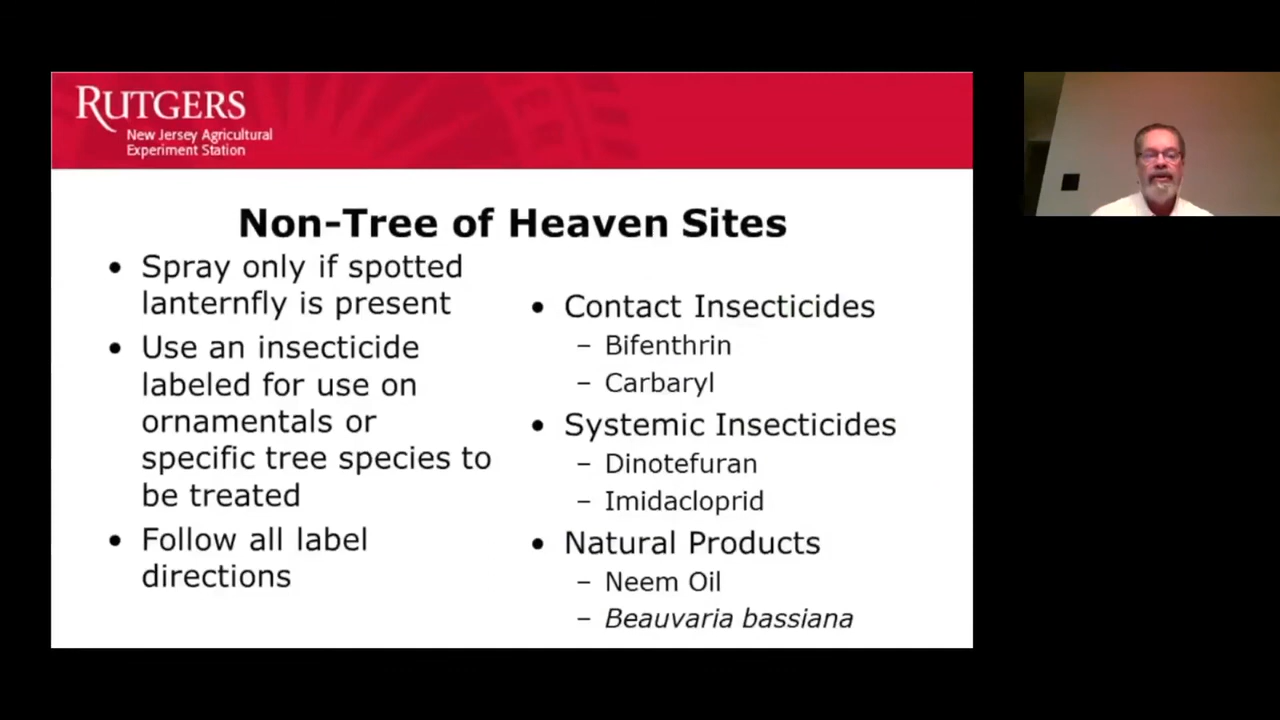 RUTGERS
New Jersey Agricultural
Experiment Station
Non-Tree of Heaven Sites
• Spray only if spotted
lanternfly is present
• Use an insecticide
labeled for use on
ornamentals or
specific tree species to
be treated
• Follow all label
directions
• Contact Insecticides
– Bifenthrin
– Carbaryl
• Systemic Insecticides
– Dinotefuran
– Imidacloprid
• Natural Products
– Neem Oil
– Beauvaria bassiana